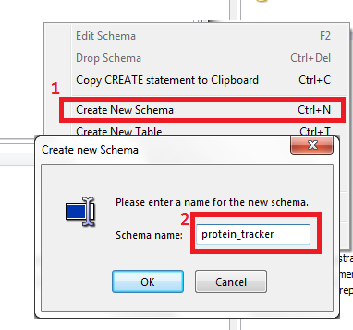 Edit Schema F2
Drop Schema Ctrl+Del
Copy CREATE statement to Clipboard Ctrl+C
1
Create New Schema Ctrl+N
Create New Table Ctrl+T
Create new Schema
Please enter a name for the new schema.
2
Schema name: protein_tracker
OK Cancel